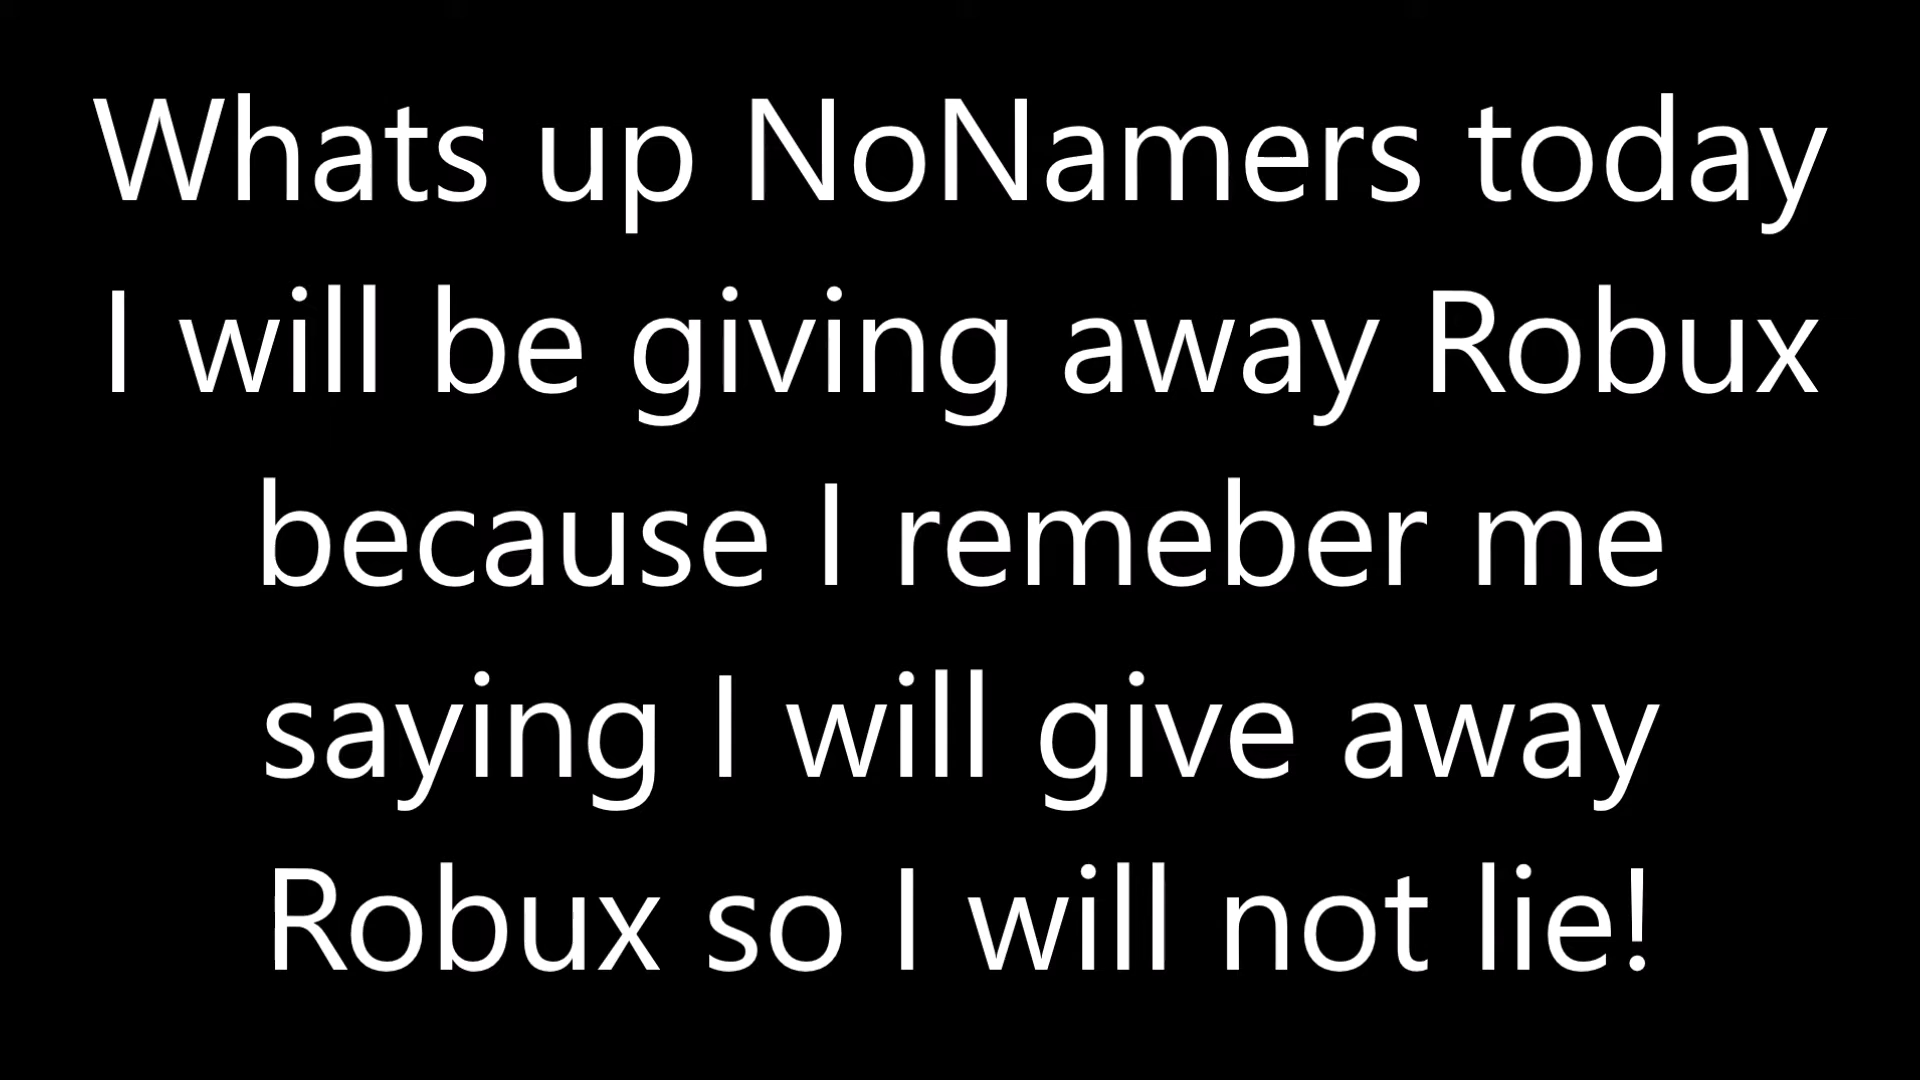 Whats up NoNamers today
I will be giving away Robux
because I remeber me
saying I will give away
Robux so I will not lie!